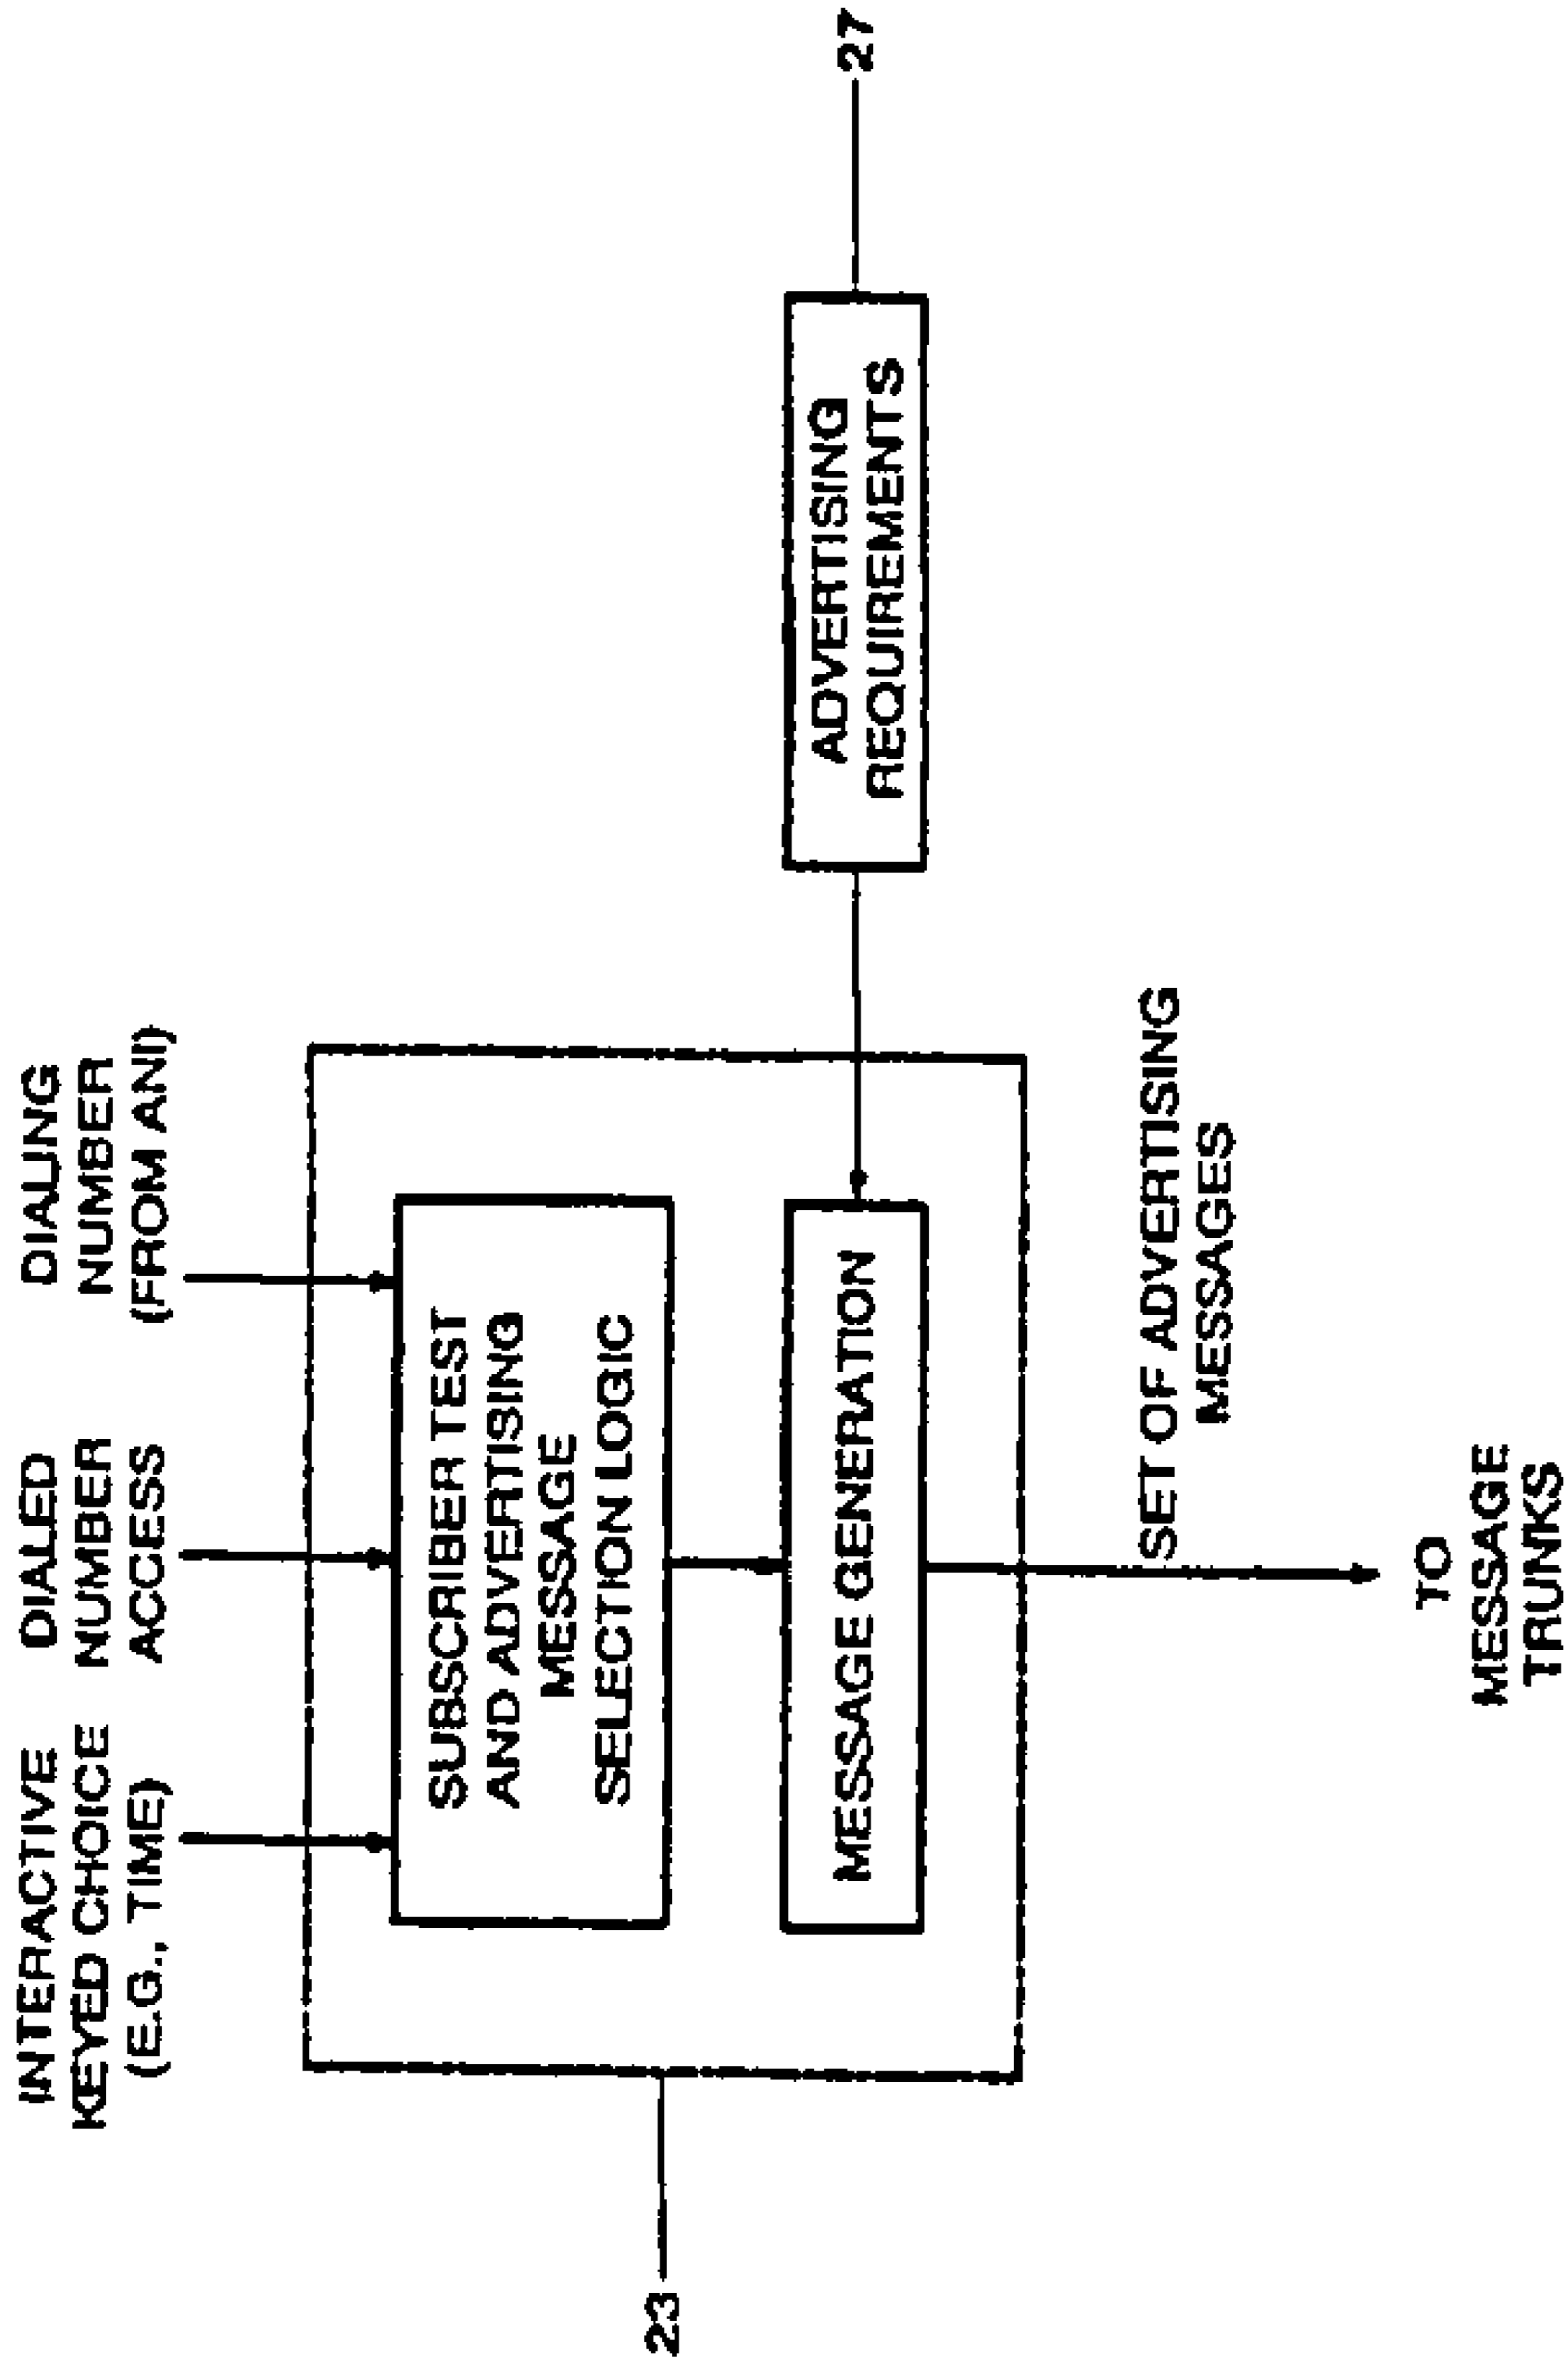 INTERACTIVE
KEYED CHOICE
(E.G., TIME)
DIALED
NUMBER
ACCESS
DIALING
NUMBER
(FROM ANI)
SUBSCRIBER TEST
AND ADVERTISING
MESSAGE
SELECTION LOGIC
23
MESSAGE GENERATION
ADVERTISING
REQUIREMENTS
27
SET OF ADVERTISING
MESSAGES
TO
MESSAGE
TRUNKS